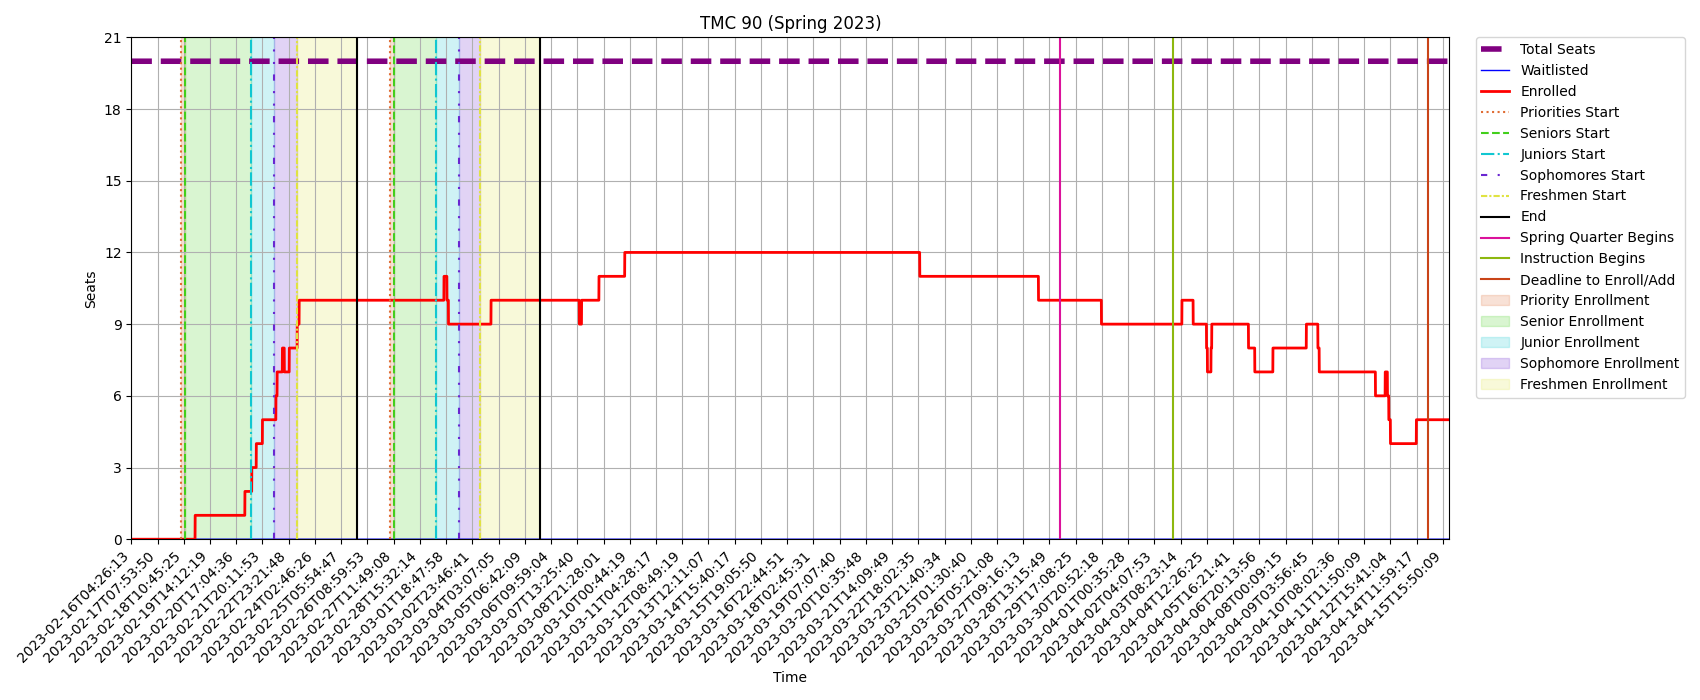 TMC 90 (Spring 2023)
21
18
15
12
9
6
3
0
Seats
2023-02-16T04:26:13
2023-02-17T07:53:50
2023-02-18T10:45:25
2023-02-19T14:12:19
2023-02-20T17:04:36
2023-02-21T20:11:53
2023-02-22T23:21:48
2023-02-24T02:46:26
2023-02-25T05:54:47
2023-02-26T08:59:53
2023-02-27T11:49:08
2023-02-28T15:32:14
2023-03-01T18:47:58
2023-03-02T23:46:41
2023-03-04T03:07:05
2023-03-05T06:42:09
2023-03-06T09:59:04
2023-03-07T13:25:40
2023-03-08T21:28:01
2023-03-10T00:44:19
2023-03-11T04:28:17
2023-03-12T08:49:19
2023-03-13T12:11:07
2023-03-14T15:40:17
2023-03-15T19:05:50
2023-03-16T22:44:51
2023-03-18T02:45:31
2023-03-19T07:07:40
2023-03-20T10:35:48
2023-03-21T14:09:49
2023-03-22T18:02:35
2023-03-23T21:40:34
2023-03-25T01:30:40
2023-03-26T05:21:08
2023-03-27T09:16:13
2023-03-28T13:15:49
2023-03-29T17:08:25
2023-03-30T20:52:18
2023-04-01T00:35:28
2023-04-02T04:07:53
2023-04-03T08:23:14
2023-04-04T12:26:25
2023-04-05T16:21:41
2023-04-06T20:13:56
2023-04-08T00:09:15
2023-04-09T03:56:45
2023-04-10T08:02:36
2023-04-11T11:50:09
2023-04-12T15:41:04
2023-04-14T11:59:17
2023-04-15T15:50:09
Time
Total Seats
Waitlisted
Enrolled
Priorities Start
Seniors Start
Juniors Start
Sophomores Start
Freshmen Start
End
Spring Quarter Begins
Instruction Begins
Deadline to Enroll/Add
Priority Enrollment
Senior Enrollment
Junior Enrollment
Sophomore Enrollment
Freshmen Enrollment